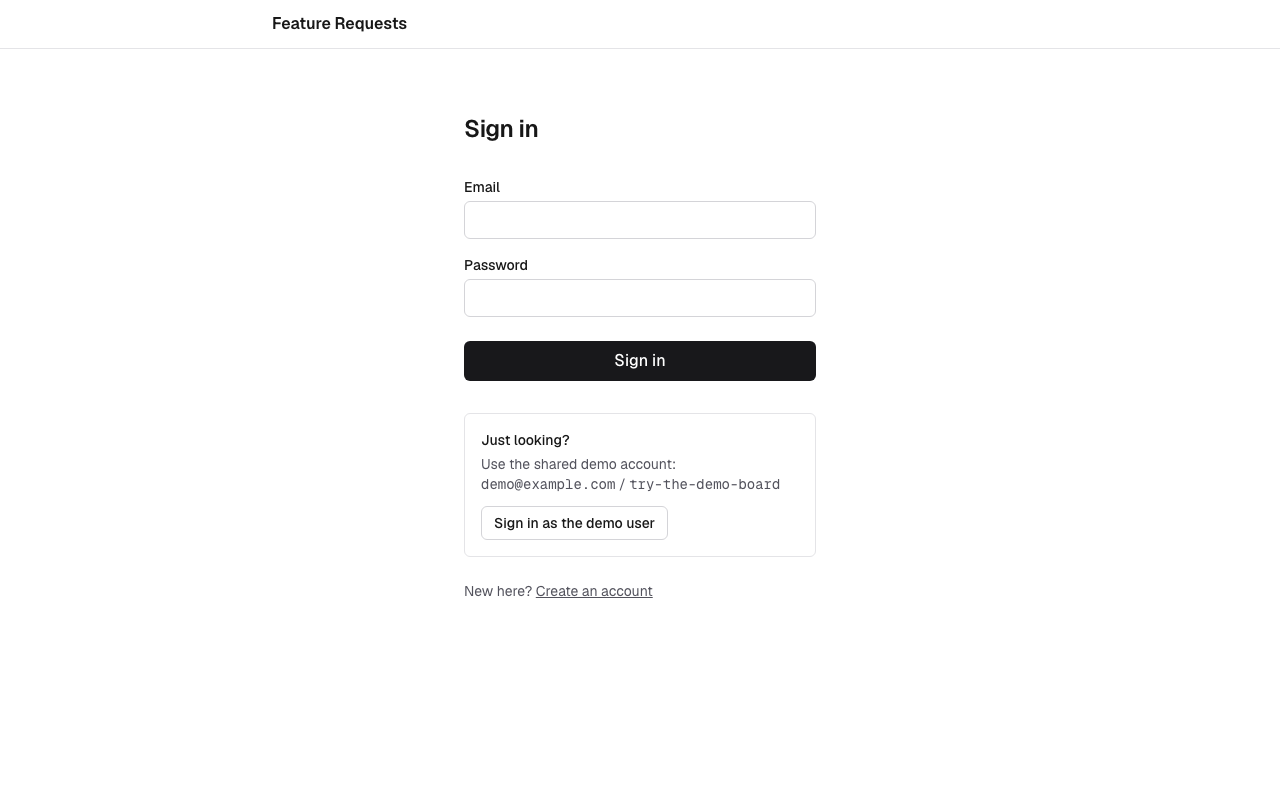 Feature Requests
Sign in
Email
Password
Sign in
Just looking?
Use the shared demo account:
demo@example.com / try-the-demo-board
Sign in as the demo user
New here? Create an account